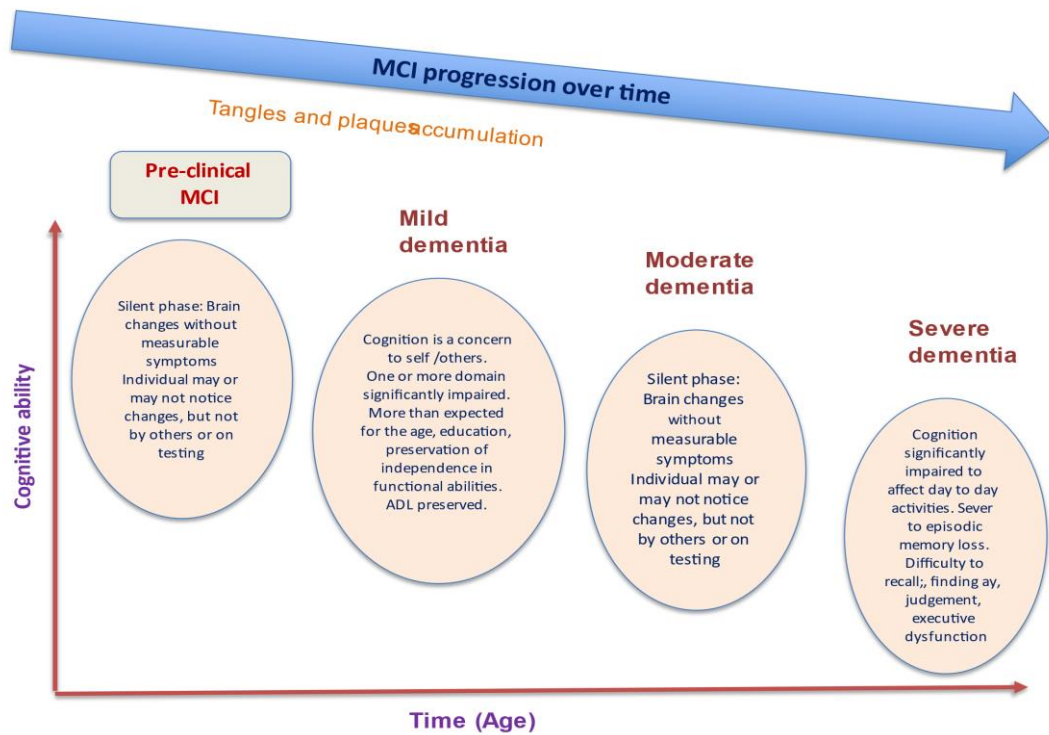 MCI progression over time
Tangles and plaques accumulation
Pre-clinical
MCI
Silent phase: Brain
changes without
measurable
symptoms
Individual may or
may not notice
changes, but not
by others or on
testing
Mild
dementia
Cognition is a concern
to self /others.
One or more domain
significantly impaired.
More than expected
for the age, education,
preservation of
independence in
functional abilities.
ADL preserved.
Moderate
dementia
Silent phase:
Brain changes
without
measurable
symptoms
Individual may or
may not notice
changes, but not
by others or on
testing
Severe
dementia
Cognition
significantly
impaired to
affect day to day
activities. Sever
to episodic
memory loss.
Difficulty to
recall;, finding ay,
judgement,
executive
dysfunction
Cognitive ability
Time (Age)